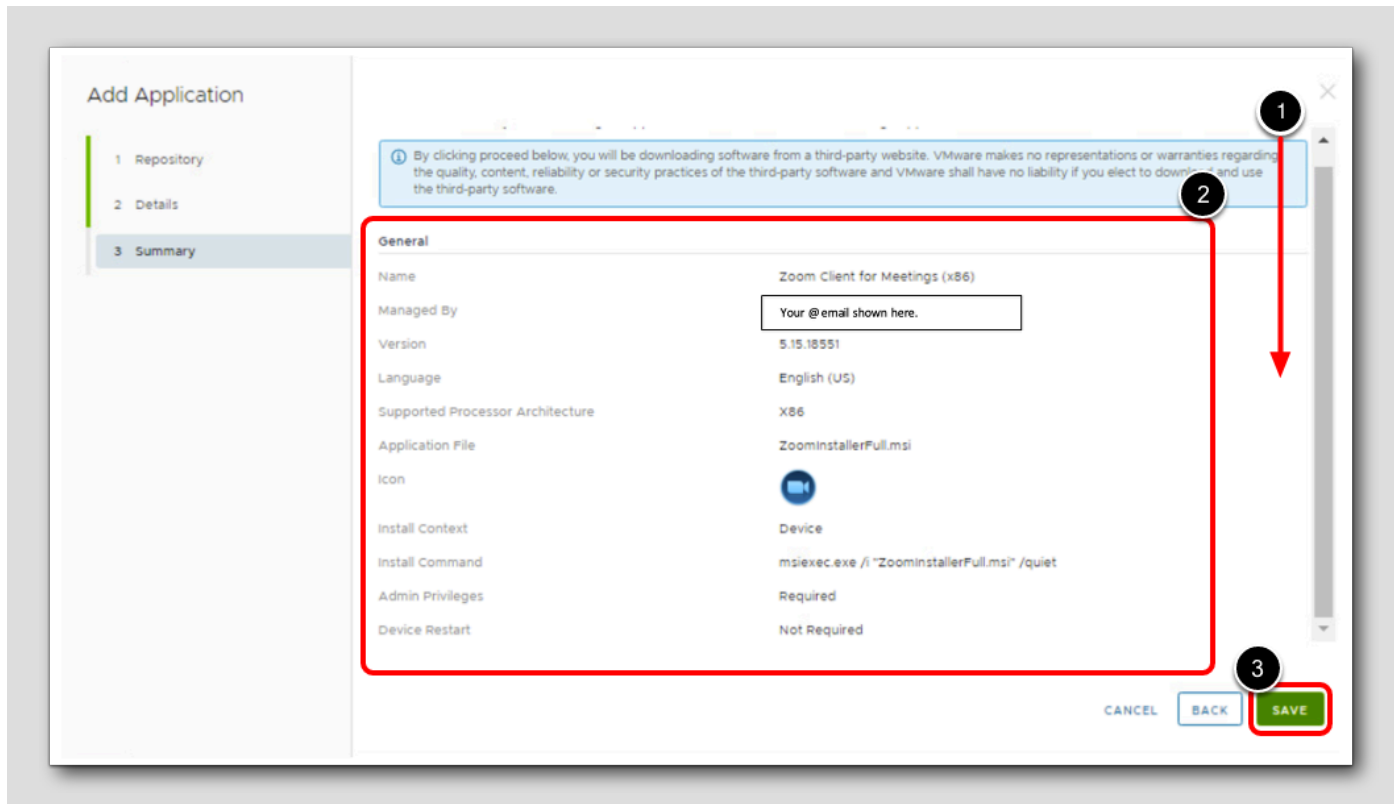 Add Application
1 Repository
2 Details
3 Summary
1
By clicking proceed below, you will be downloading software from a third-party website. VMware makes no representations or warranties regarding
the quality, content, reliability or security practices of the third-party software and VMware shall have no liability if you elect to download and use
the third-party software.
2
General
Name Zoom Client for Meetings (x86)
Managed By Your @email shown here.
Version 5.15.18551
Language English (US)
Supported Processor Architecture X86
Application File ZoomInstallerFull.msi
Icon
Install Context Device
Install Command msiexec.exe /i "ZoomInstallerFull.msi" /quiet
Admin Privileges Required
Device Restart Not Required
3
CANCEL BACK SAVE